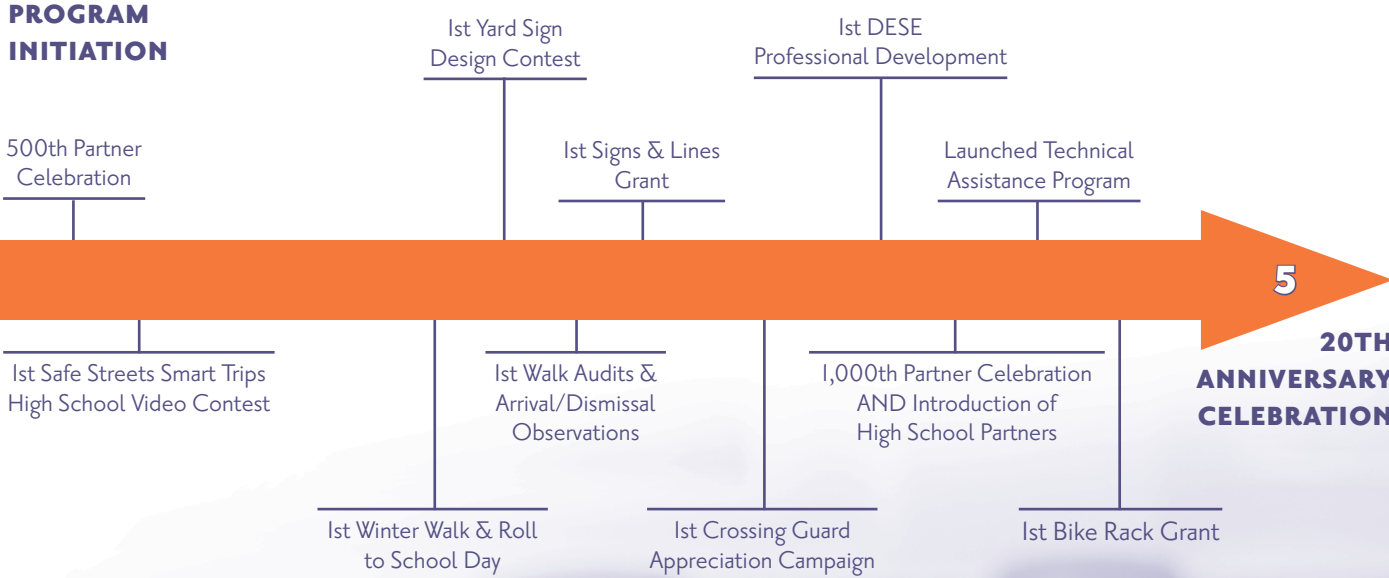 PROGRAM
INITIATION
1st Yard Sign
Design Contest
1st DESE
Professional Development
500th Partner
Celebration
1st Signs & Lines
Grant
Launched Technical
Assistance Program
5
20TH
ANNIVERSARY
CELEBRATION
1st Safe Streets Smart Trips
High School Video Contest
1st Walk Audits &
Arrival/Dismissal
Observations
1,000th Partner Celebration
AND Introduction of
High School Partners
1st Winter Walk & Roll
to School Day
1st Crossing Guard
Appreciation Campaign
1st Bike Rack Grant